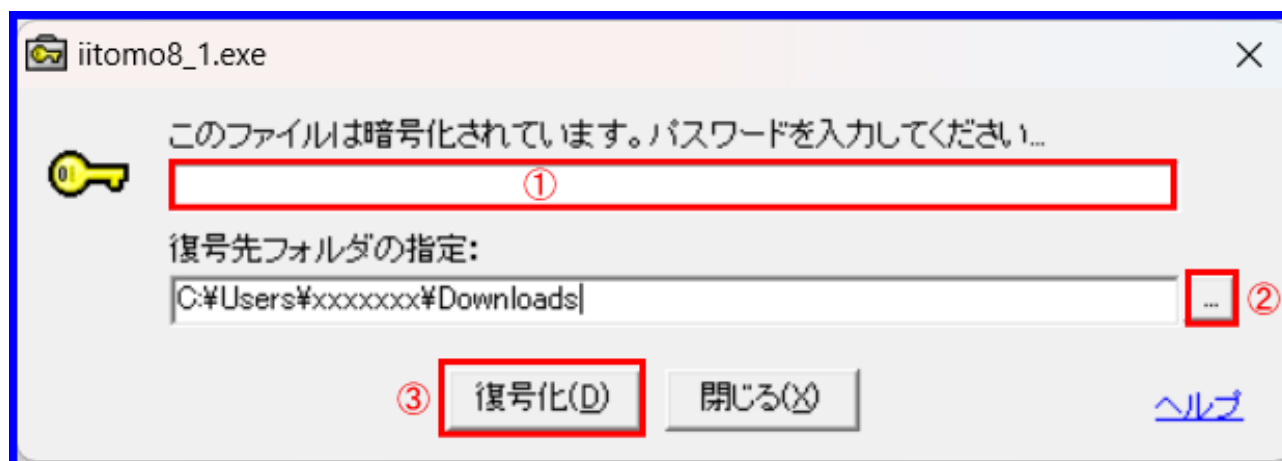 iitomo8_1.exe
このファイルは暗号化されています。パスワードを入力してください...
①
復号先フォルダの指定:
C:¥Users¥xxxxxxx¥Downloads
... ②
③ 復号化(D) 閉じる(X) ヘルプ